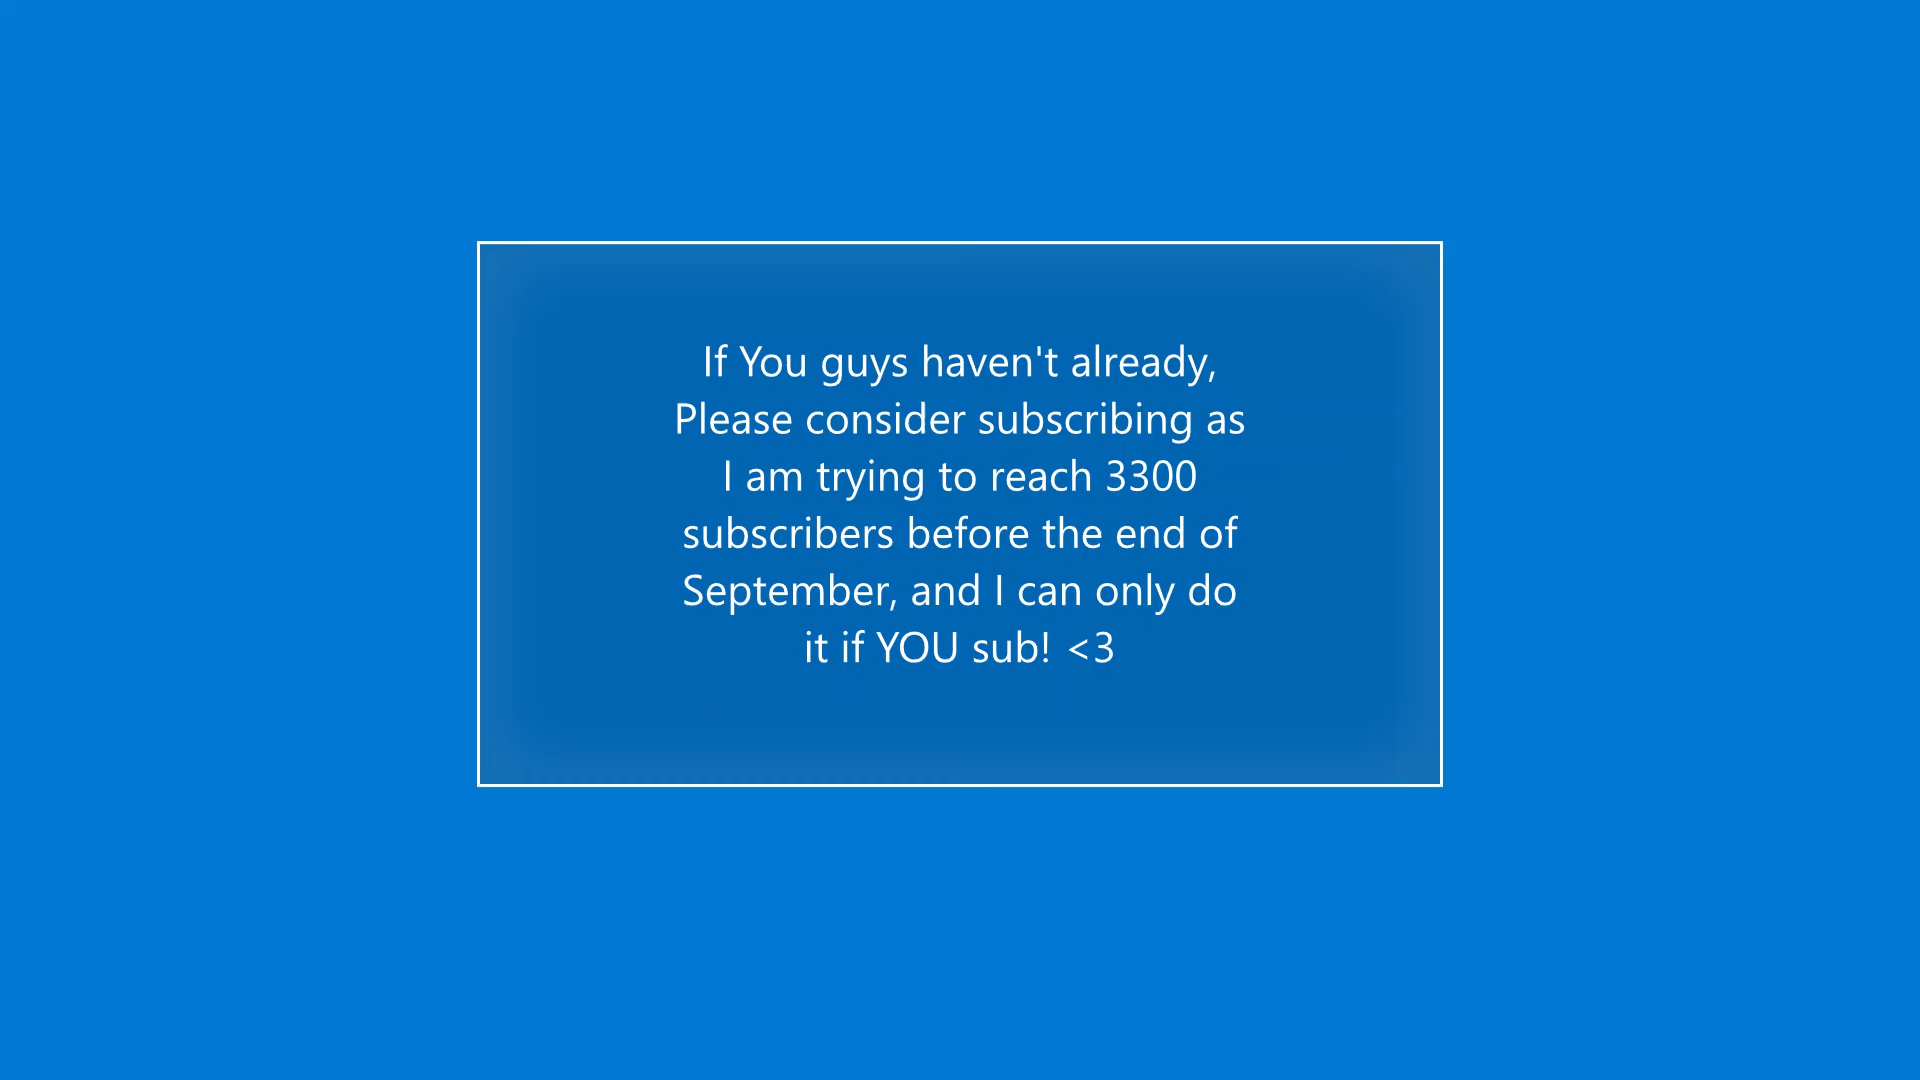 If You guys haven't already,
Please consider subscribing as
I am trying to reach 3300
subscribers before the end of
September, and I can only do
it if YOU sub! <3